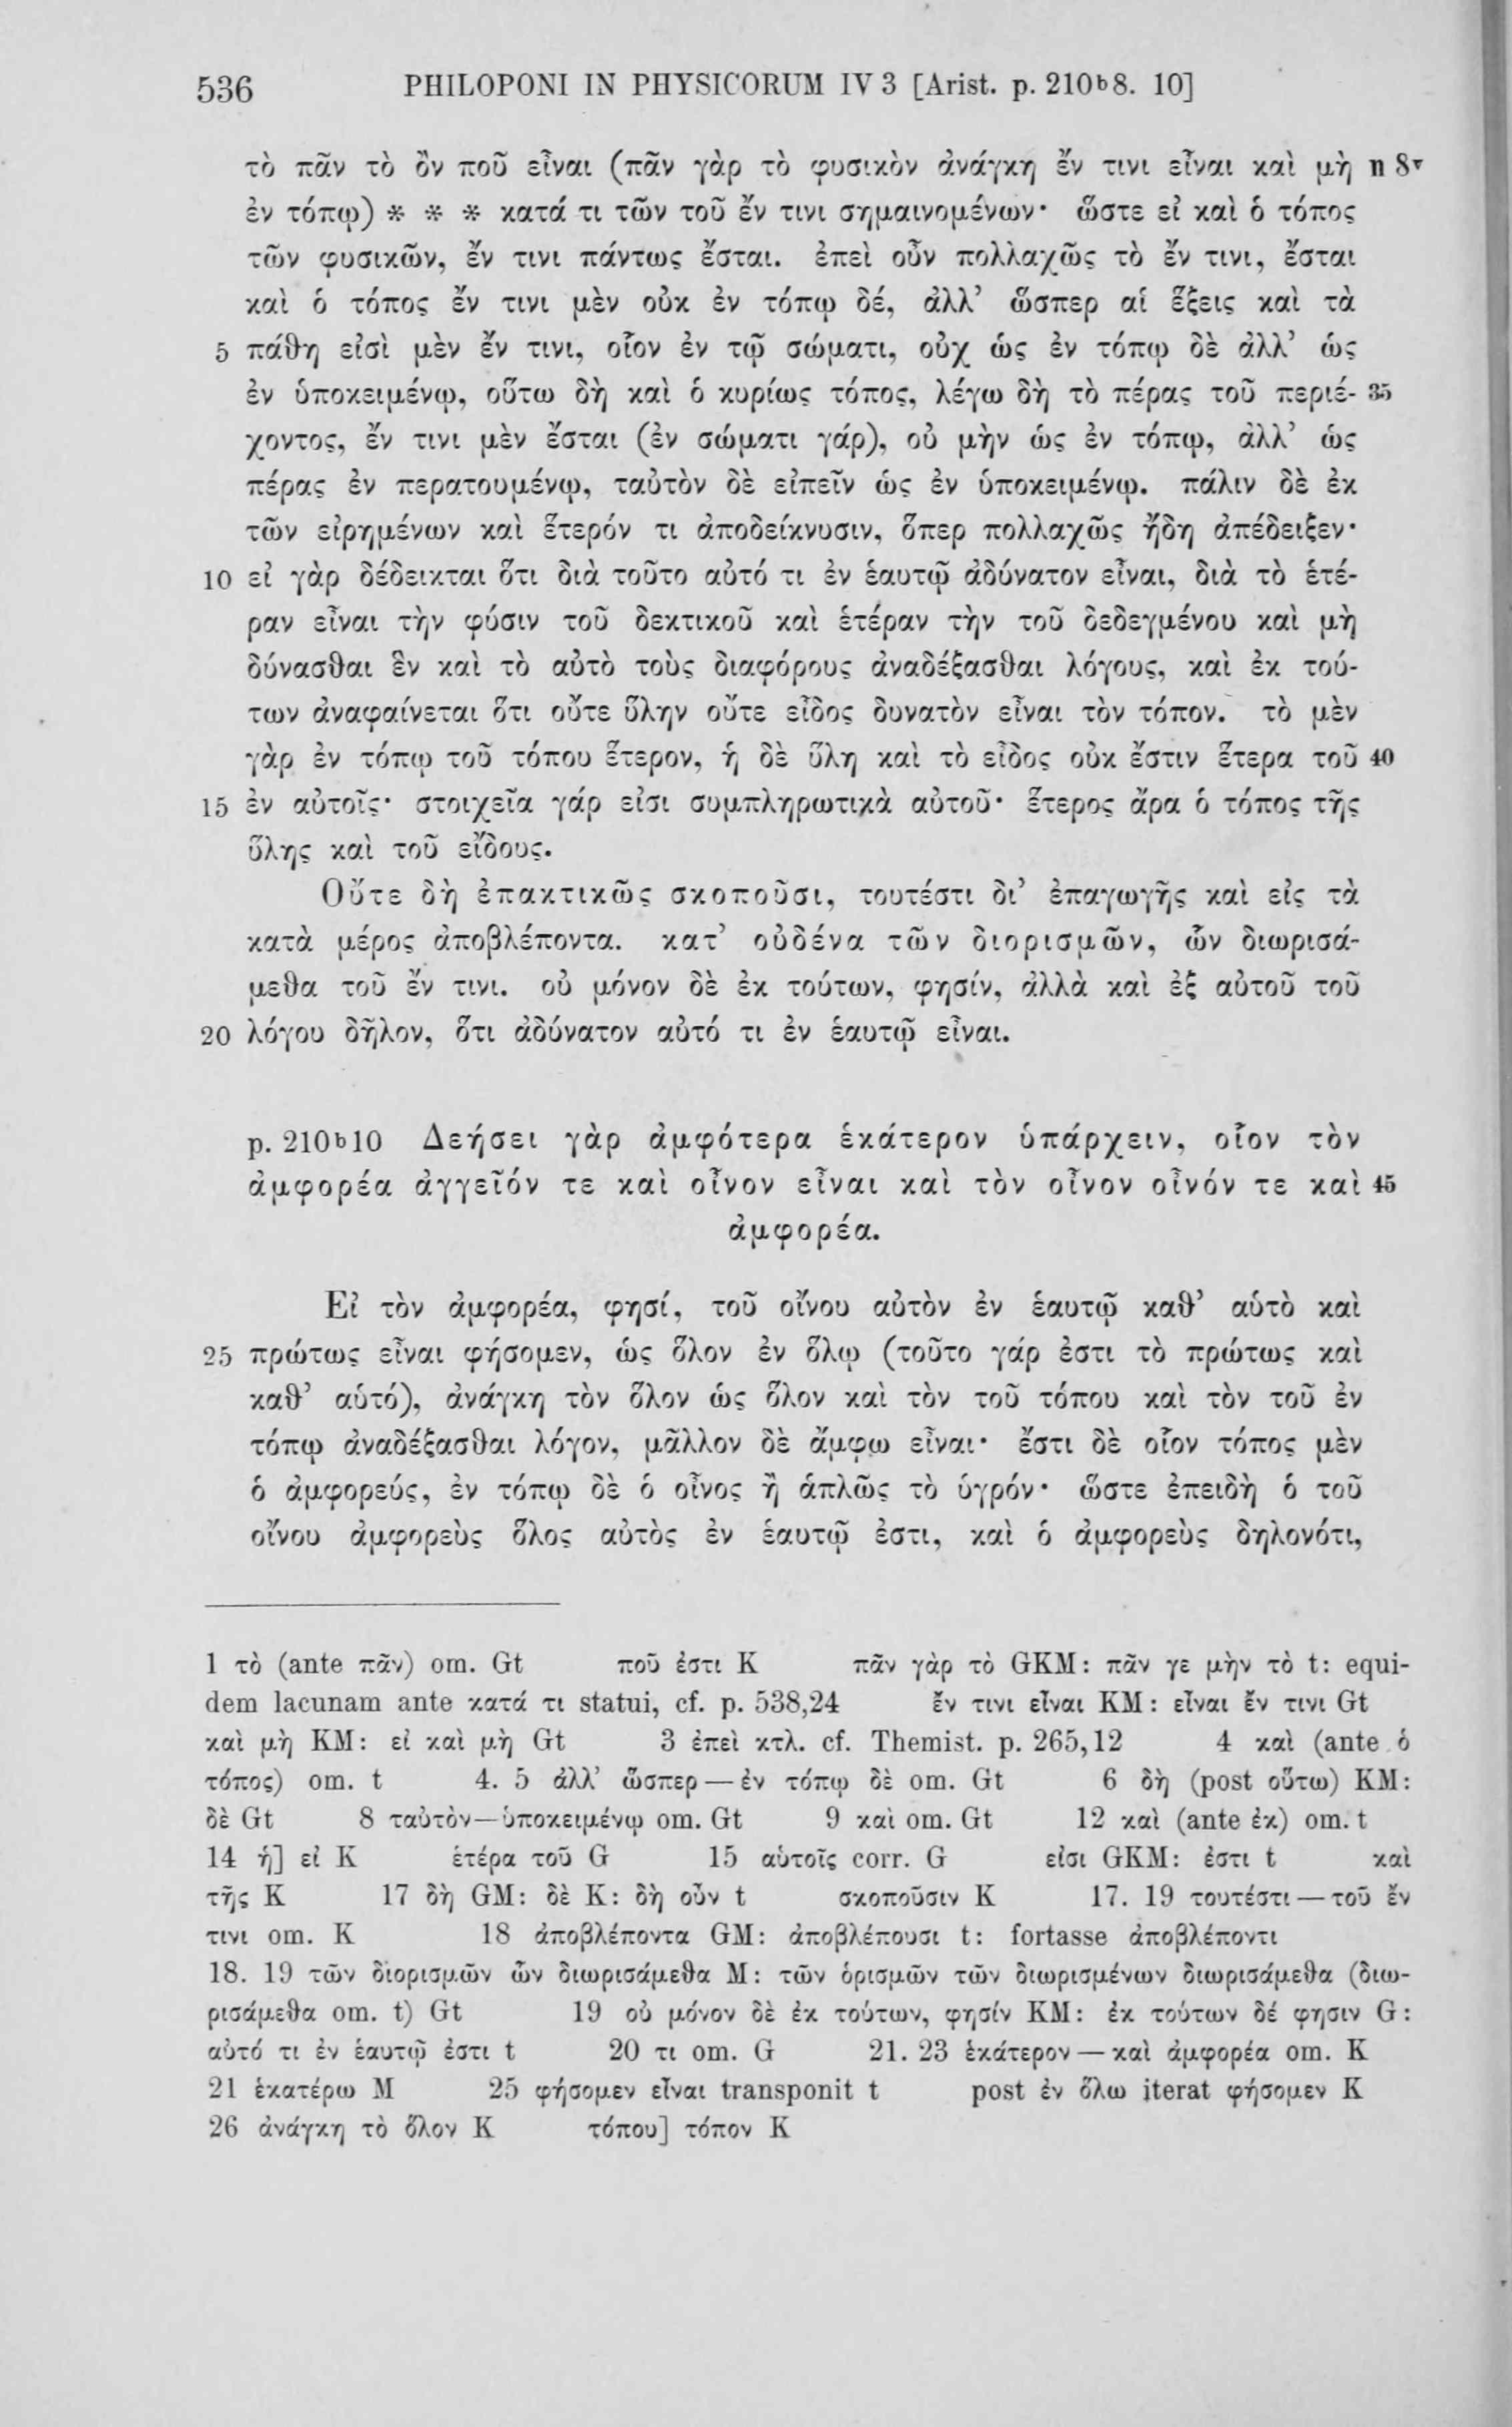 536 PHILOPONI IN PHYSICORUM IV 3 [Arist. p. 210b8. 10]
τὸ πᾶν τὸ ὂν ποῦ εἶναι (πᾶν γὰρ τὸ φυσικὸν ἀνάγκη ἔν τινι εἶναι καὶ μὴ n 8v
ἐν τόπῳ) * * * κατά τι τῶν τοῦ ἔν τινι σημαινομένων· ὥστε εἰ καὶ ὁ τόπος
τῶν φυσικῶν, ἔν τινι πάντως ἔσται. ἐπεὶ οὖν πολλαχῶς τὸ ἔν τινι, ἔσται
καὶ ὁ τόπος ἔν τινι μὲν οὐκ ἐν τόπῳ δέ, ἀλλ’ ὥσπερ αἱ ἕξεις καὶ τὰ
5 πάθη εἰσὶ μὲν ἔν τινι, οἷον ἐν τῷ σώματι, οὐχ ὡς ἐν τόπῳ δὲ ἀλλ’ ὡς
ἐν ὑποκειμένῳ, οὕτω δὴ καὶ ὁ κυρίως τόπος, λέγω δὴ τὸ πέρας τοῦ περιέ- 35
χοντος, ἔν τινι μὲν ἔσται (ἐν σώματι γάρ), οὐ μὴν ὡς ἐν τόπῳ, ἀλλ’ ὡς
πέρας ἐν περατουμένῳ, ταὐτὸν δὲ εἰπεῖν ὡς ἐν ὑποκειμένῳ. πάλιν δὲ ἐκ
τῶν εἰρημένων καὶ ἕτερόν τι ἀποδείκνυσιν, ὅπερ πολλαχῶς ἤδη ἀπέδειξεν·
10 εἰ γὰρ δέδεικται ὅτι διὰ τοῦτο αὐτό τι ἐν ἑαυτῷ ἀδύνατον εἶναι, διὰ τὸ ἑτέ-
ραν εἶναι τὴν φύσιν τοῦ δεκτικοῦ καὶ ἑτέραν τὴν τοῦ δεδεγμένου καὶ μὴ
δύνασθαι ἓν καὶ τὸ αὐτὸ τοὺς διαφόρους ἀναδέξασθαι λόγους, καὶ ἐκ τού-
των ἀναφαίνεται ὅτι οὔτε ὕλην οὔτε εἶδος δυνατὸν εἶναι τὸν τόπον. τὸ μὲν
γὰρ ἐν τόπῳ τοῦ τόπου ἕτερον, ἡ δὲ ὕλη καὶ τὸ εἶδος οὐκ ἔστιν ἕτερα τοῦ 40
15 ἐν αὐτοῖς· στοιχεῖα γάρ εἰσι συμπληρωτικὰ αὐτοῦ· ἕτερος ἄρα ὁ τόπος τῆς
ὕλης καὶ τοῦ εἴδους.
Οὔτε δὴ ἐπακτικῶς σκοποῦσι, τουτέστι δι’ ἐπαγωγῆς καὶ εἰς τὰ
κατὰ μέρος ἀποβλέποντα. κατ’ οὐδένα τῶν διορισμῶν, ὧν διωρισά-
μεθα τοῦ ἔν τινι. οὐ μόνον δὲ ἐκ τούτων, φησίν, ἀλλὰ καὶ ἐξ αὐτοῦ τοῦ
20 λόγου δῆλον, ὅτι ἀδύνατον αὐτό τι ἐν ἑαυτῷ εἶναι.
p. 210b10 Δεήσει γὰρ ἀμφότερα ἑκάτερον ὑπάρχειν, οἷον τὸν
ἀμφορέα ἀγγεῖόν τε καὶ οἶνον εἶναι καὶ τὸν οἶνον οἶνόν τε καὶ 45
ἀμφορέα.
Εἰ τὸν ἀμφορέα, φησί, τοῦ οἴνου αὐτὸν ἐν ἑαυτῷ καθ’ αὑτὸ καὶ
25 πρώτως εἶναι φήσομεν, ὡς ὅλον ἐν ὅλῳ (τοῦτο γάρ ἐστι τὸ πρώτως καὶ
καθ’ αὑτό), ἀνάγκη τὸν ὅλον ὡς ὅλον καὶ τὸν τοῦ τόπου καὶ τὸν τοῦ ἐν
τόπῳ ἀναδέξασθαι λόγον, μᾶλλον δὲ ἄμφω εἶναι· ἔστι δὲ οἷον τόπος μὲν
ὁ ἀμφορεύς, ἐν τόπῳ δὲ ὁ οἶνος ἢ ἁπλῶς τὸ ὑγρόν· ὥστε ἐπειδὴ ὁ τοῦ
οἴνου ἀμφορεὺς ὅλος αὐτὸς ἐν ἑαυτῷ ἐστι, καὶ ὁ ἀμφορεὺς δηλονότι,
1 τὸ (ante πᾶν) om. Gt ποῦ ἐστι K πᾶν γὰρ τὸ GKM: πᾶν γε μὴν τὸ t: equi-
dem lacunam ante κατά τι statui, cf. p. 538,24 ἔν τινι εἶναι KM: εἶναι ἔν τινι Gt
καὶ μὴ KM: εἰ καὶ μὴ Gt 3 ἐπεὶ κτλ. cf. Themist. p. 265,12 4 καὶ (ante ὁ
τόπος) om. t 4. 5 ἀλλ’ ὥσπερ — ἐν τόπῳ δὲ om. Gt 6 δὴ (post οὕτω) KM:
δὲ Gt 8 ταὐτὸν—ὑποκειμένῳ om. Gt 9 καὶ om. Gt 12 καὶ (ante ἐκ) om. t
14 ἡ] εἰ K ἑτέρα τοῦ G 15 αὑτοῖς corr. G εἰσι GKM: ἐστι t καὶ
τῆς K 17 δὴ GM: δὲ K: δὴ οὖν t σκοποῦσιν K 17. 19 τουτέστι — τοῦ ἔν
τινι om. K 18 ἀποβλέποντα GM: ἀποβλέπουσι t: fortasse ἀποβλέποντι
18. 19 τῶν διορισμῶν ὧν διωρισάμεθα M: τῶν ὁρισμῶν τῶν διωρισμένων διωρισάμεθα (διω-
ρισάμεθα om. t) Gt 19 οὐ μόνον δὲ ἐκ τούτων, φησίν KM: ἐκ τούτων δέ φησιν G:
αὐτό τι ἐν ἑαυτῷ ἐστι t 20 τι om. G 21. 23 ἑκάτερον — καὶ ἀμφορέα om. K
21 ἑκατέρω M 25 φήσομεν εἶναι transponit t post ἐν ὅλω iterat φήσομεν K
26 ἀνάγκη τὸ ὅλον K τόπου] τόπον K